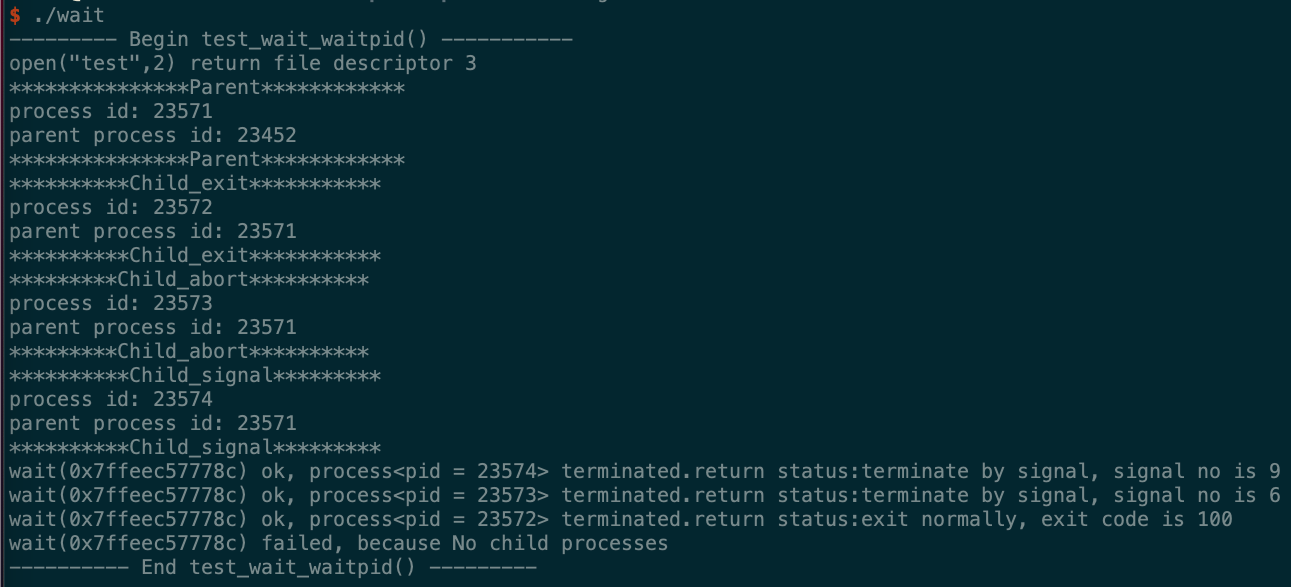 $ ./wait
--------- Begin test_wait_waitpid() -----------
open("test",2) return file descriptor 3
***************Parent************
process id: 23571
parent process id: 23452
***************Parent************
**********Child_exit***********
process id: 23572
parent process id: 23571
**********Child_exit***********
*********Child_abort**********
process id: 23573
parent process id: 23571
*********Child_abort**********
**********Child_signal*********
process id: 23574
parent process id: 23571
**********Child_signal*********
wait(0x7ffeec57778c) ok, process<pid = 23574> terminated.return status:terminate by signal, signal no is 9
wait(0x7ffeec57778c) ok, process<pid = 23573> terminated.return status:terminate by signal, signal no is 6
wait(0x7ffeec57778c) ok, process<pid = 23572> terminated.return status:exit normally, exit code is 100
wait(0x7ffeec57778c) failed, because No child processes
---------- End test_wait_waitpid() ---------